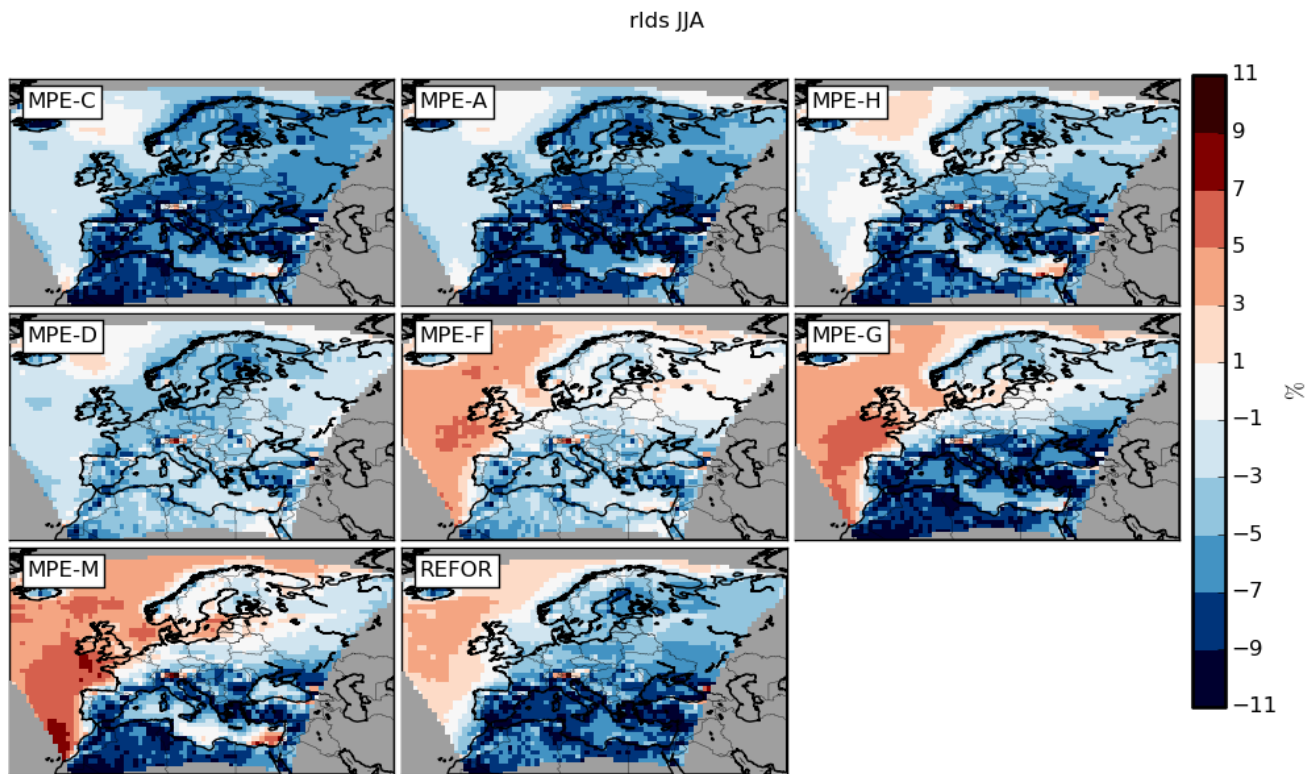 rlds JJA
MPE-C
MPE-A
MPE-H
MPE-D
MPE-F
MPE-G
MPE-M
REFOR
11
9
7
5
3
1
−1
−3
−5
−7
−9
−11
%